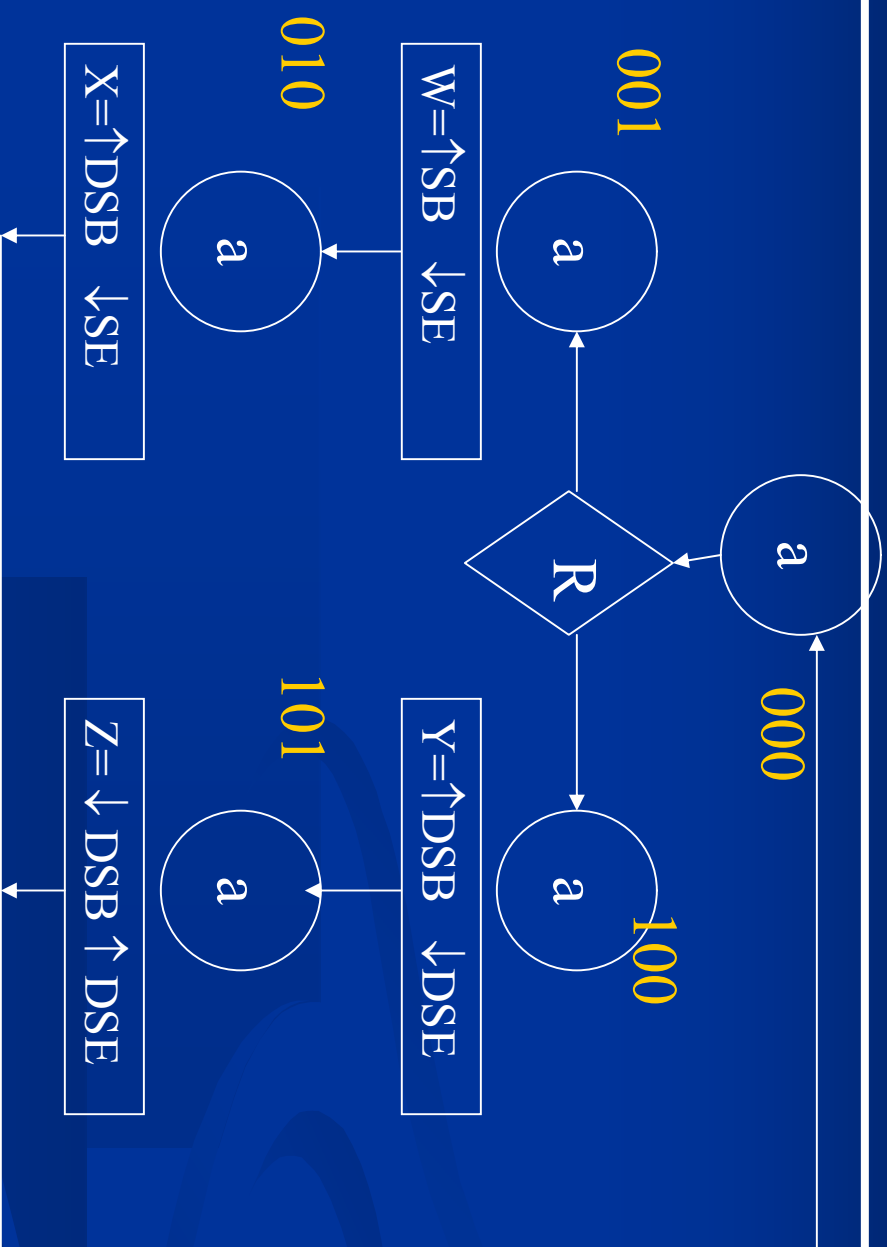 a 000
001 100
a R a
W=↑SB ↓SE Y=↑DSB ↓DSE
010 101
a a
X=↑DSB ↓SE Z= ↓ DSB ↑ DSE